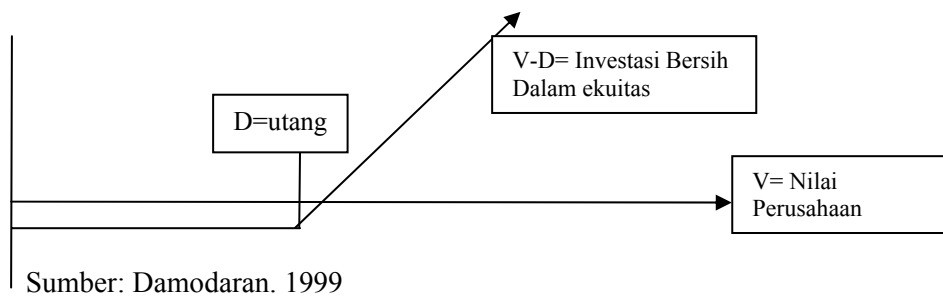 V-D= Investasi Bersih
Dalam ekuitas
D=utang
V= Nilai
Perusahaan
Sumber: Damodaran. 1999